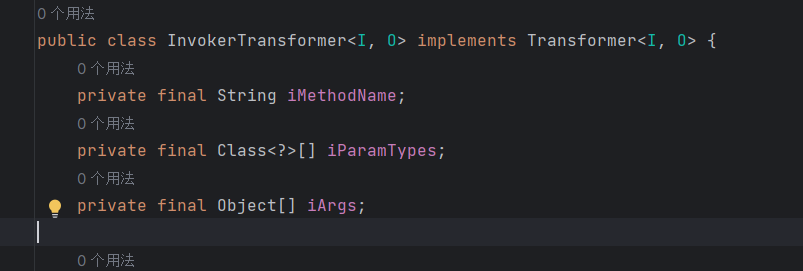 0 个用法
public class InvokerTransformer<I, O> implements Transformer<I, O> {
0 个用法
private final String iMethodName;
0 个用法
private final Class<?>[] iParamTypes;
0 个用法
private final Object[] iArgs;
0 个用法